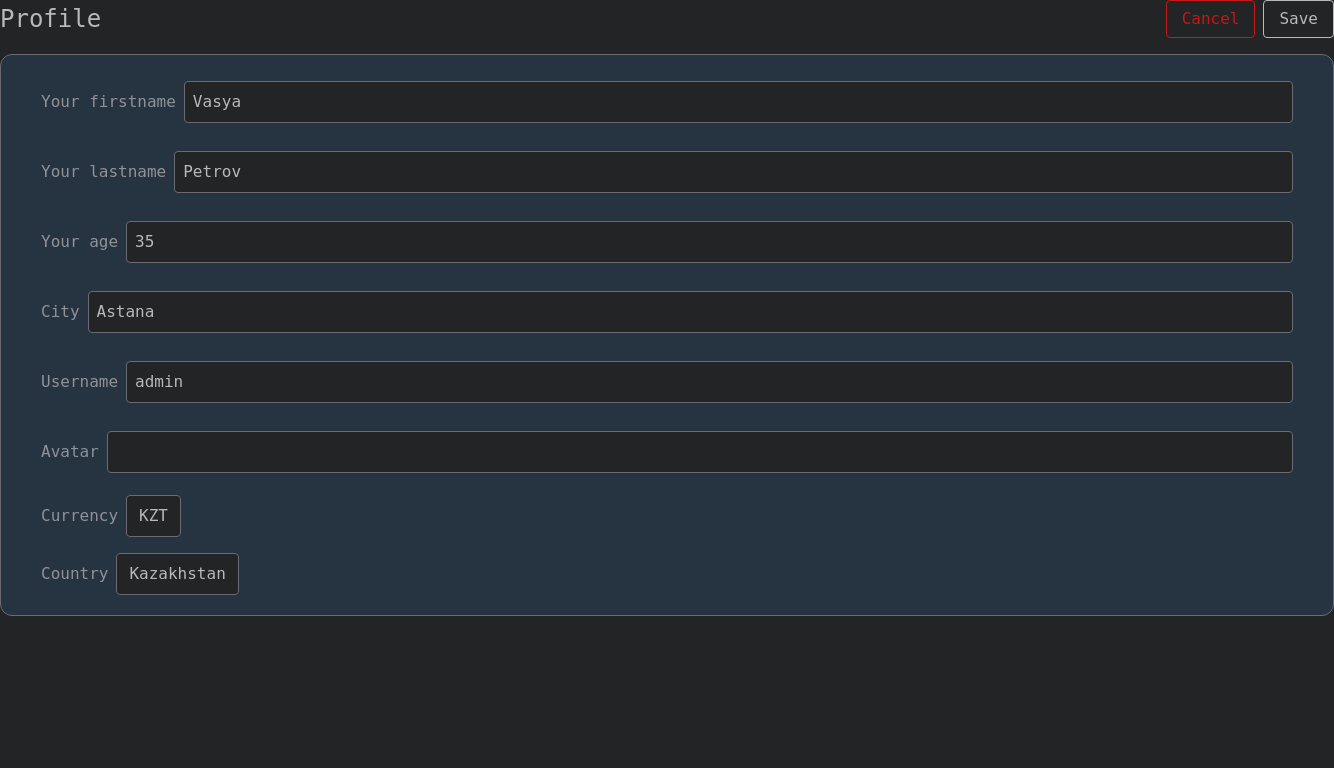 Profile Cancel Save
Your firstname Vasya
Your lastname Petrov
Your age 35
City Astana
Username admin
Avatar
Currency KZT
Country Kazakhstan